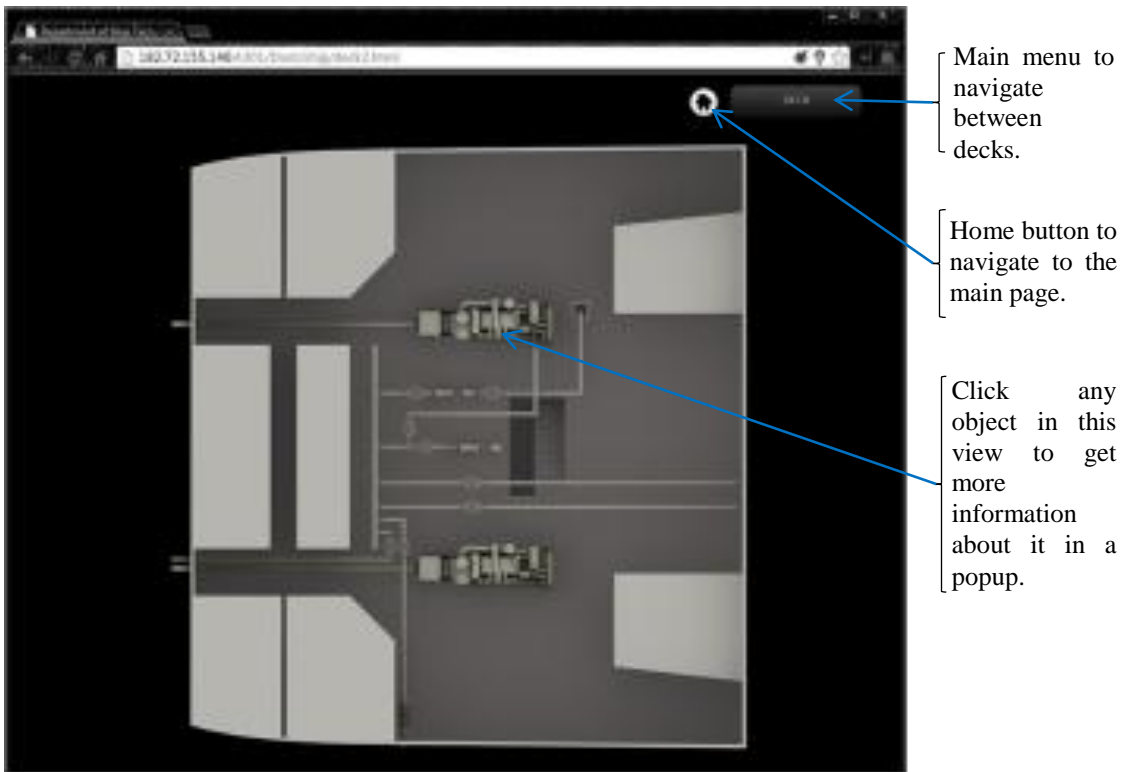 Main menu to
navigate
between
decks.
Home button to
navigate to the
main page.
Click any
object in this
view to get
more
information
about it in a
popup.